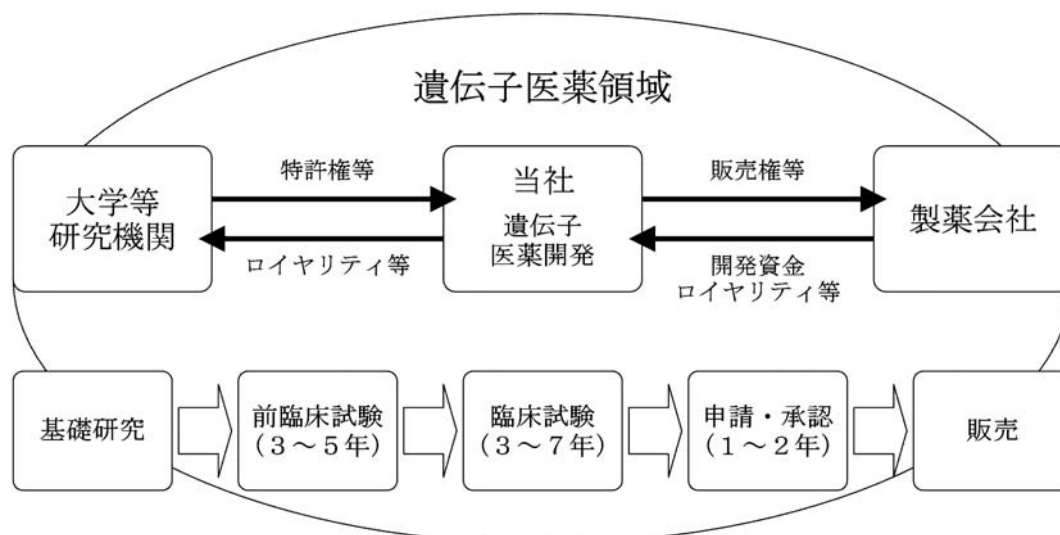 遺伝子医薬領域
大学等
研究機関
特許権等
ロイヤリティ等
当社
遺伝子
医薬開発
販売権等
開発資金
ロイヤリティ等
製薬会社
基礎研究
前臨床試験
(3～5年)
臨床試験
(3～7年)
申請・承認
(1～2年)
販売